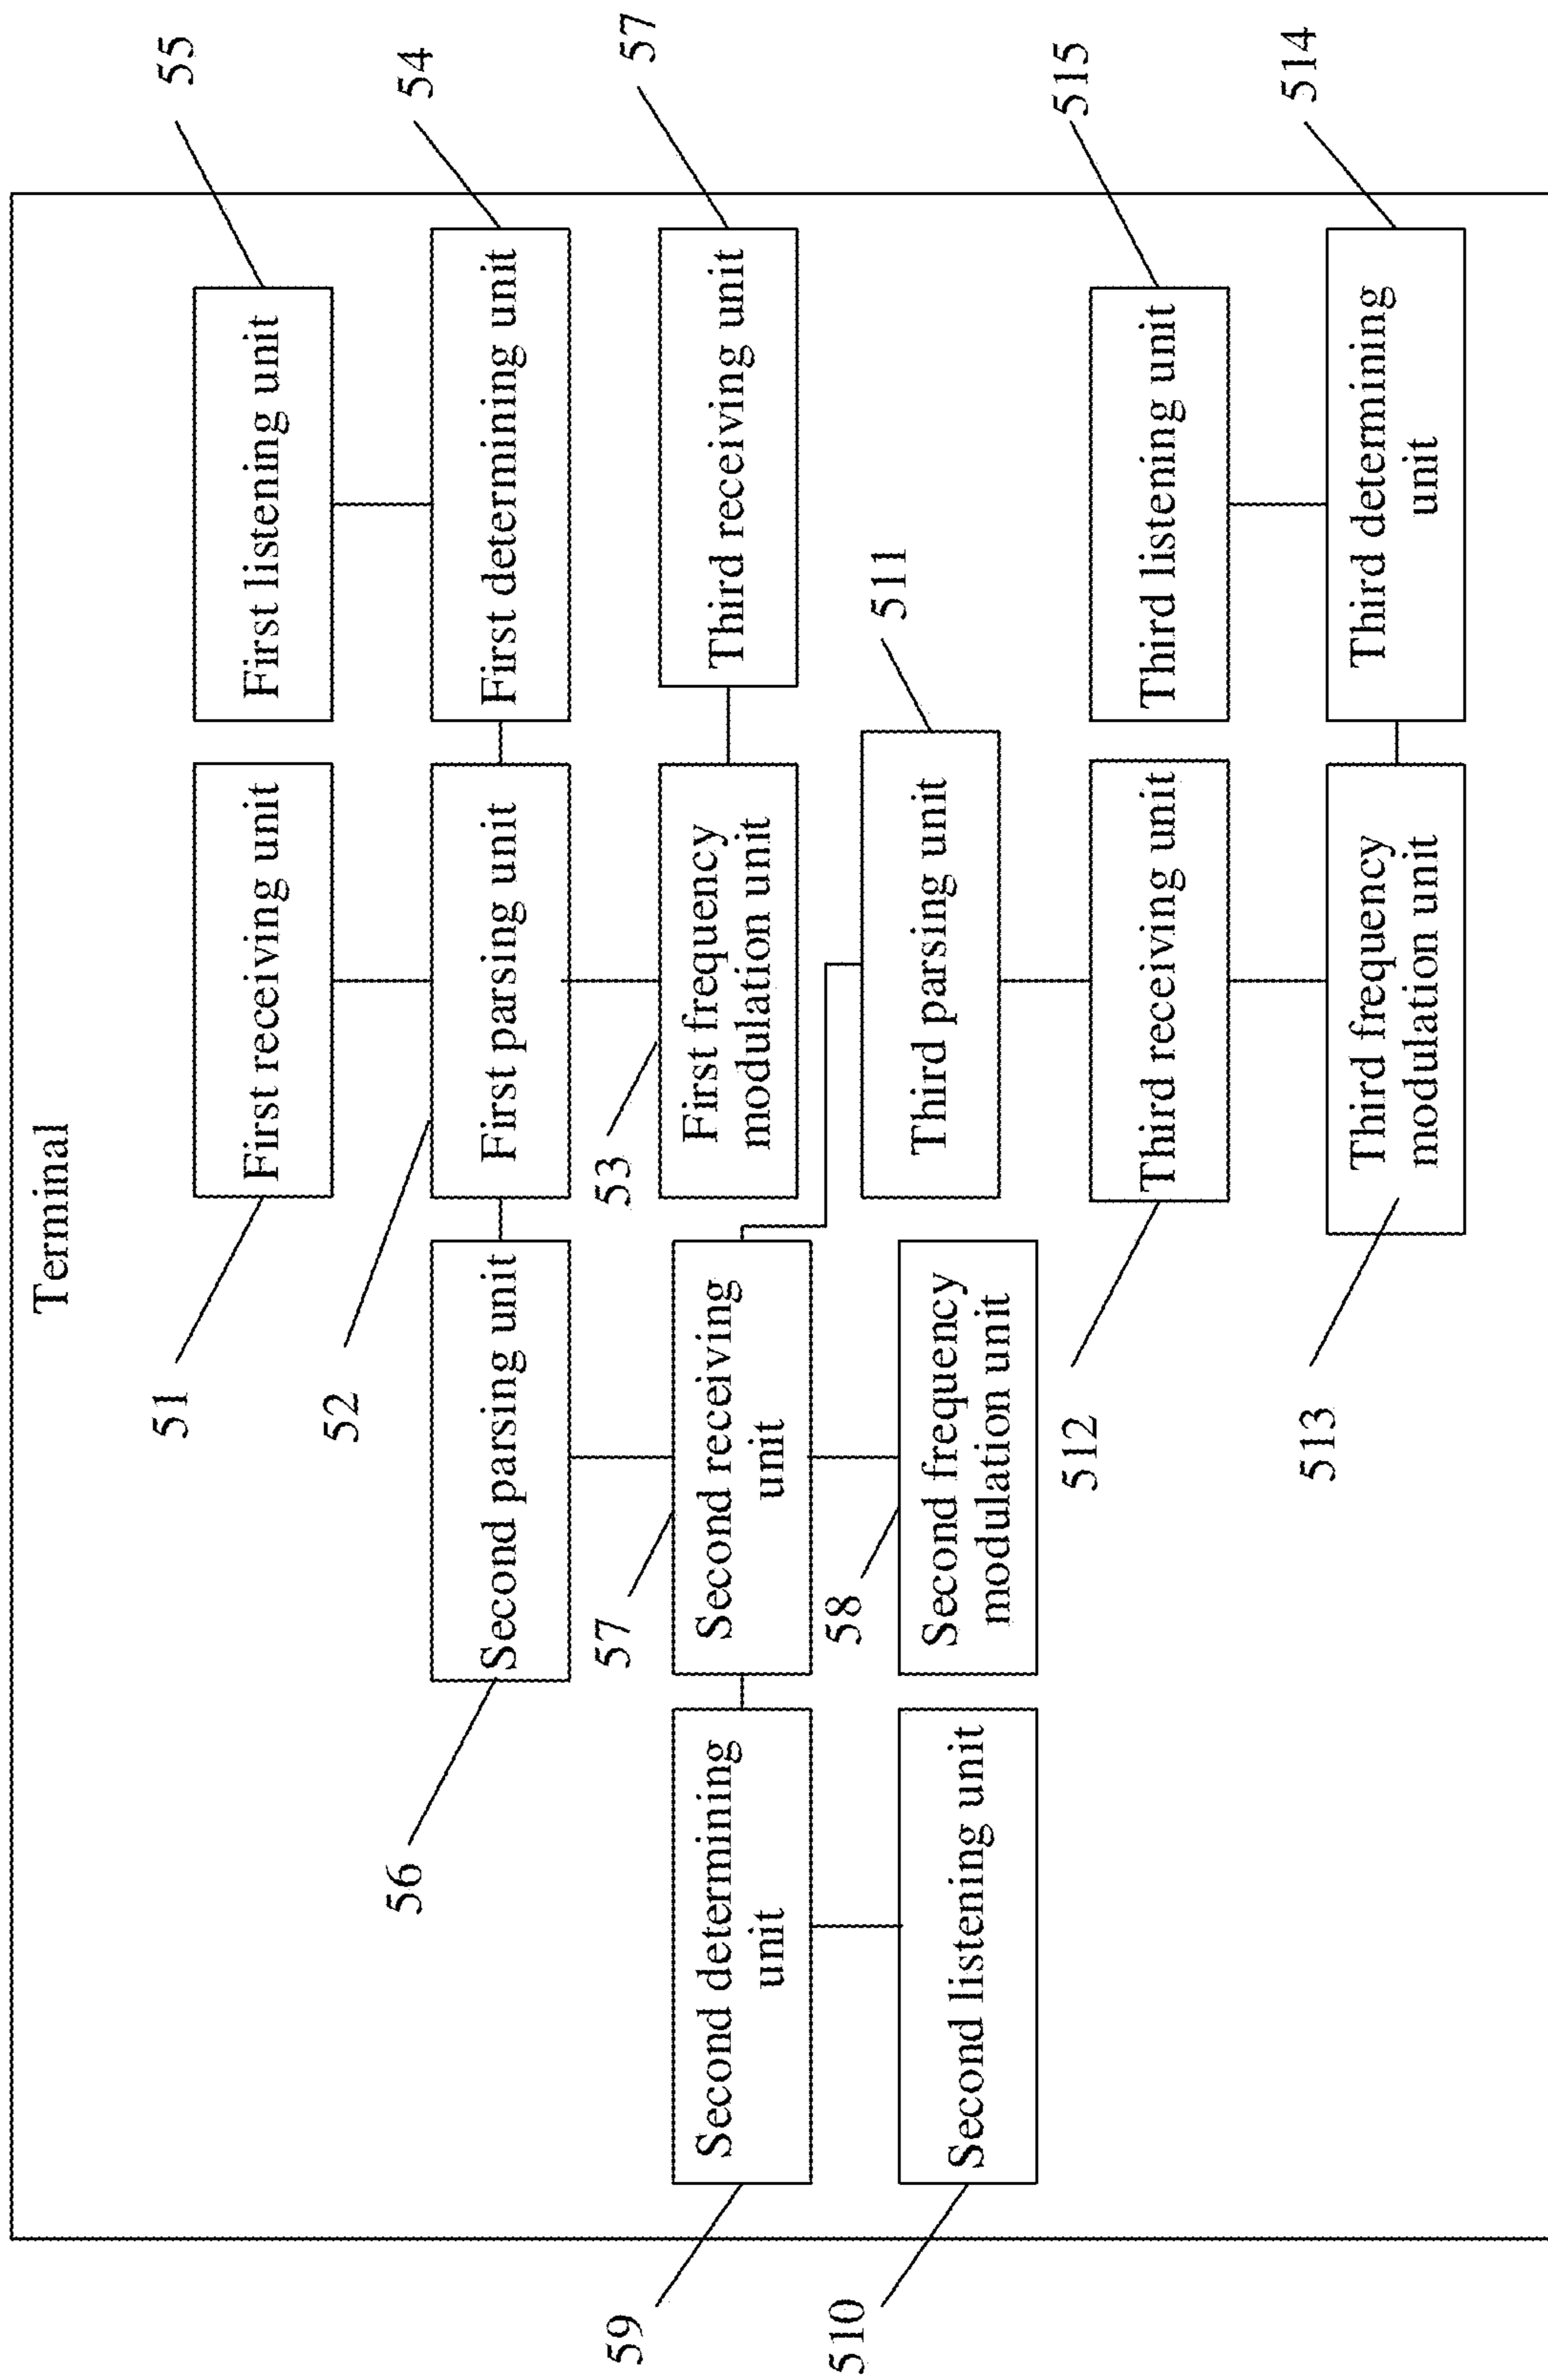 Terminal
51
First receiving unit
First listening unit
55
56
Second parsing unit
52
First parsing unit
First determining unit
54
59
Second determining
unit
57
Second receiving
unit
53
First frequency
modulation unit
Third receiving unit
57
510
Second listening unit
58
Second frequency
modulation unit
Third parsing unit
511
512
Third receiving unit
Third listening unit
515
513
Third frequency
modulation unit
Third determining
unit
514